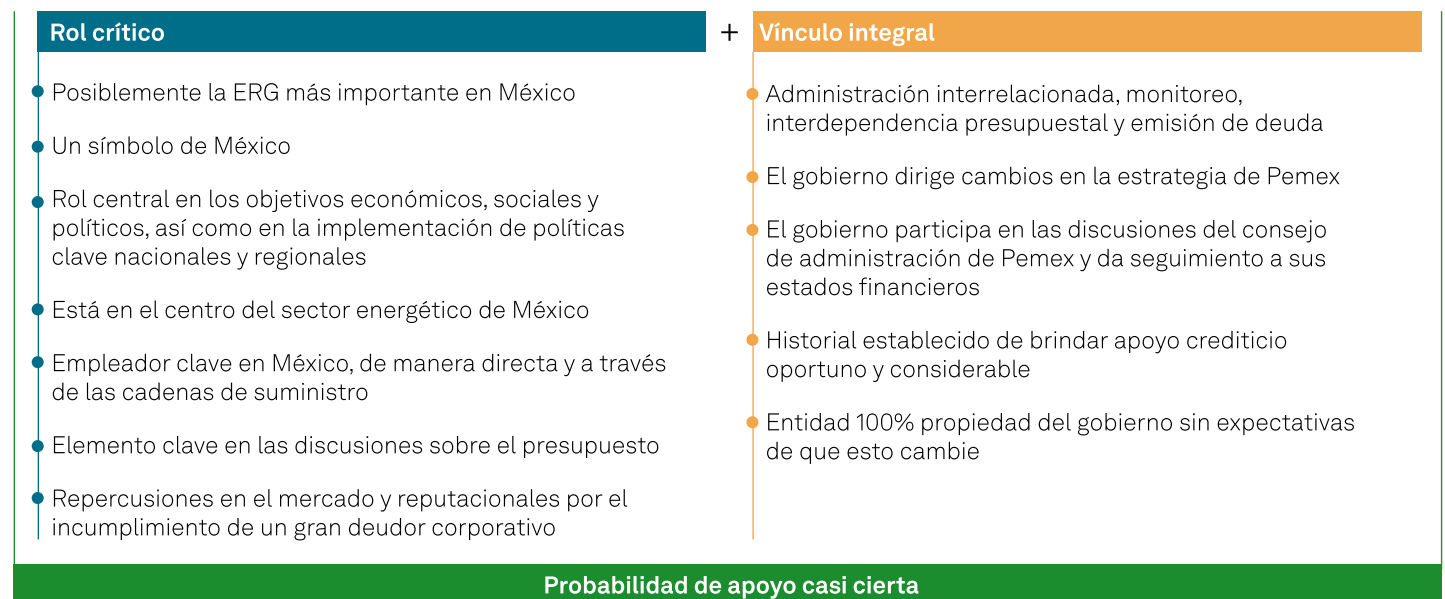 Rol crítico
+
Vínculo integral
Posiblemente la ERG más importante en México
Un símbolo de México
Rol central en los objetivos económicos, sociales y
políticos, así como en la implementación de políticas
clave nacionales y regionales
Está en el centro del sector energético de México
Empleador clave en México, de manera directa y a través
de las cadenas de suministro
Elemento clave en las discusiones sobre el presupuesto
Repercusiones en el mercado y reputacionales por el
incumplimiento de un gran deudor corporativo
Administración interrelacionada, monitoreo,
interdependencia presupuestal y emisión de deuda
El gobierno dirige cambios en la estrategia de Pemex
El gobierno participa en las discusiones del consejo
de administración de Pemex y da seguimiento a sus
estados financieros
Historial establecido de brindar apoyo crediticio
oportuno y considerable
Entidad 100% propiedad del gobierno sin expectativas
de que esto cambie
Probabilidad de apoyo casi cierta